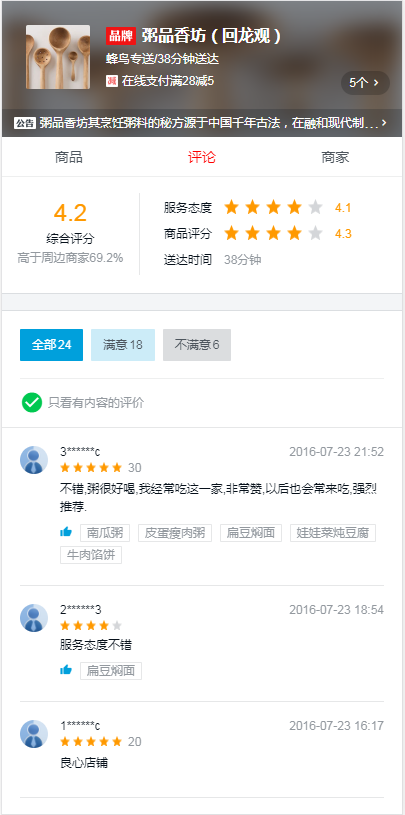 品牌 粥品香坊（回龙观）
蜂鸟专送/38分钟送达
减 在线支付满28减5
5个 >
公告 粥品香坊其烹饪粥料的秘方源于中国千年古法，在融和现代制... >
商品 评论 商家
4.2
综合评分
高于周边商家69.2%
服务态度 4.1
商品评分 4.3
送达时间 38分钟
全部 24 满意 18 不满意 6
只看有内容的评价
3******c 2016-07-23 21:52
30
不错,粥很好喝,我经常吃这一家,非常赞,以后也会常来吃,强烈
推荐.
南瓜粥 皮蛋瘦肉粥 扁豆焖面 娃娃菜炖豆腐
牛肉馅饼
2******3 2016-07-23 18:54
服务态度不错
扁豆焖面
1******c 2016-07-23 16:17
20
良心店铺